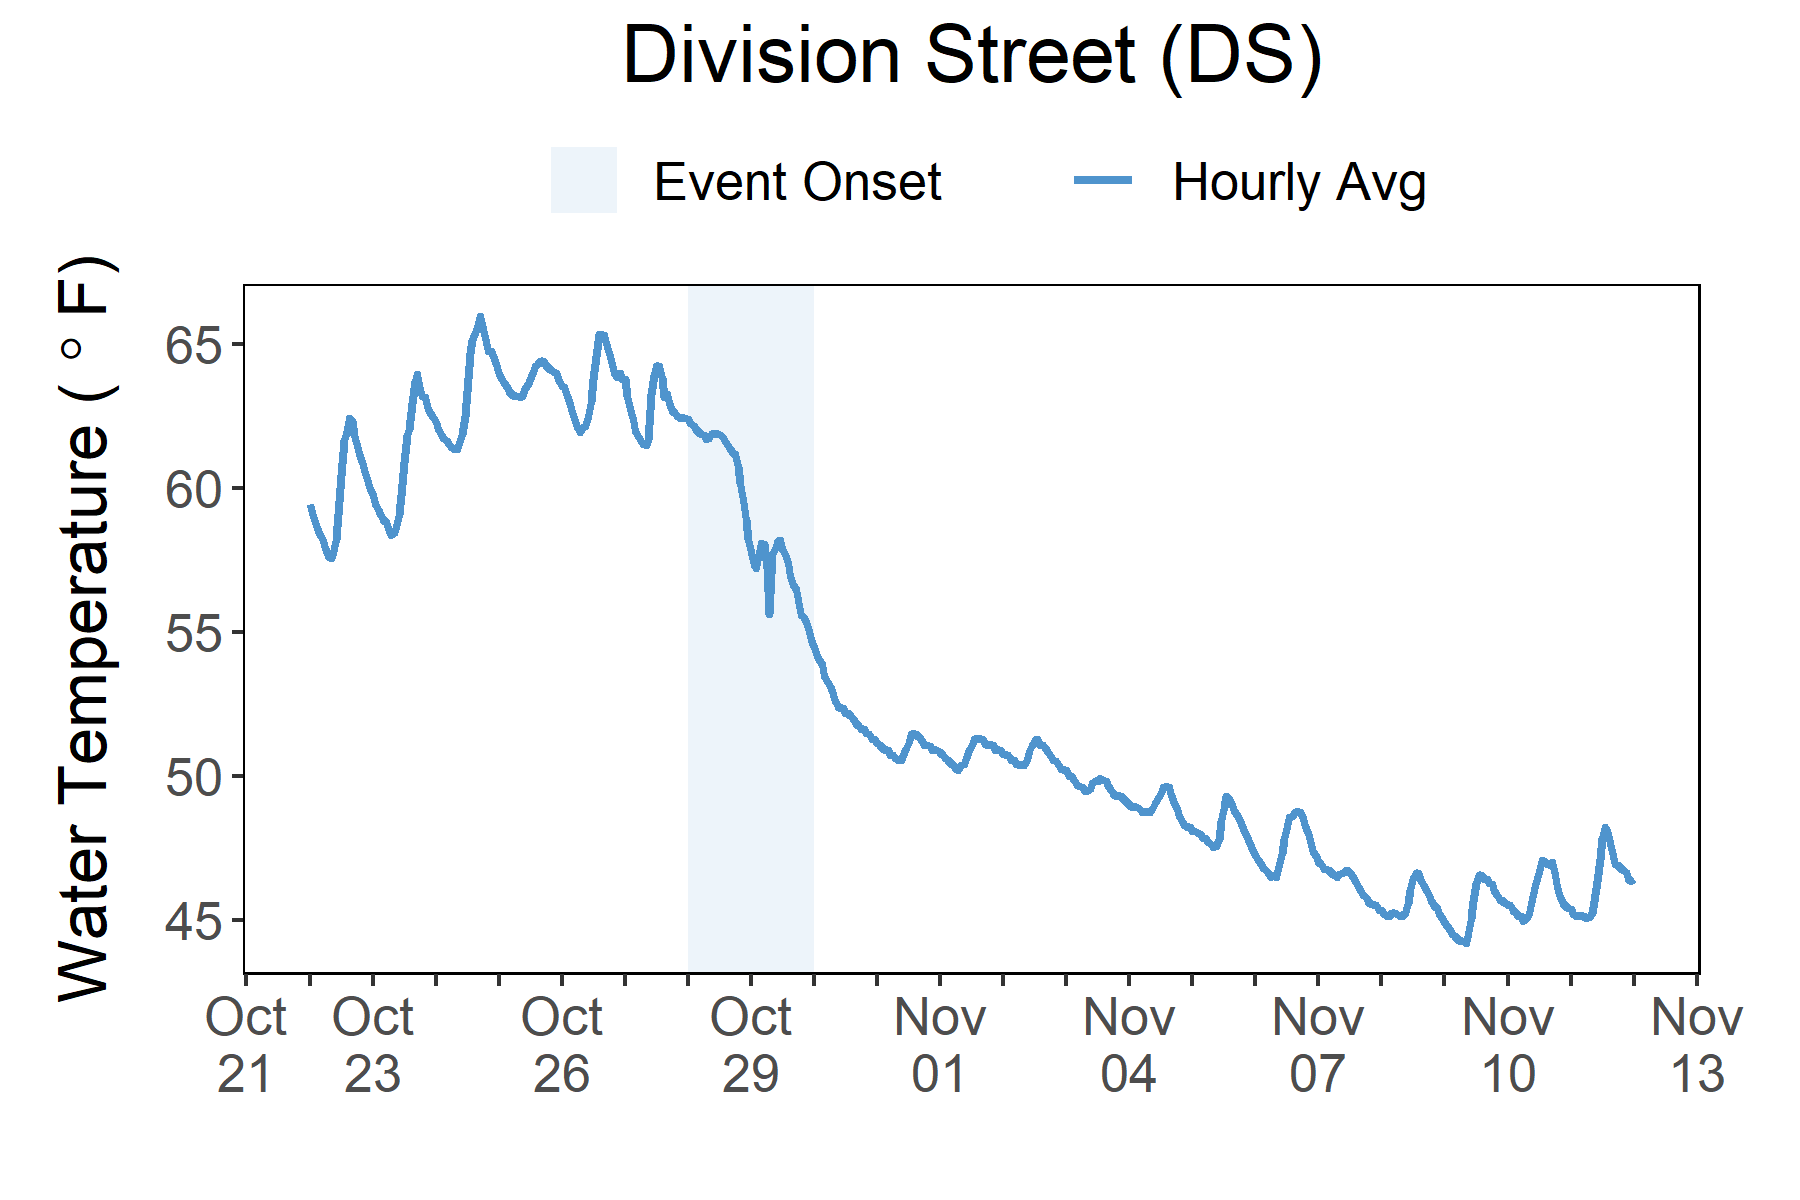 Division Street (DS)
Event Onset
Hourly Avg
Water Temperature ( ° F)
65
60
55
50
45
Oct 21
Oct 23
Oct 26
Oct 29
Nov 01
Nov 04
Nov 07
Nov 10
Nov 13